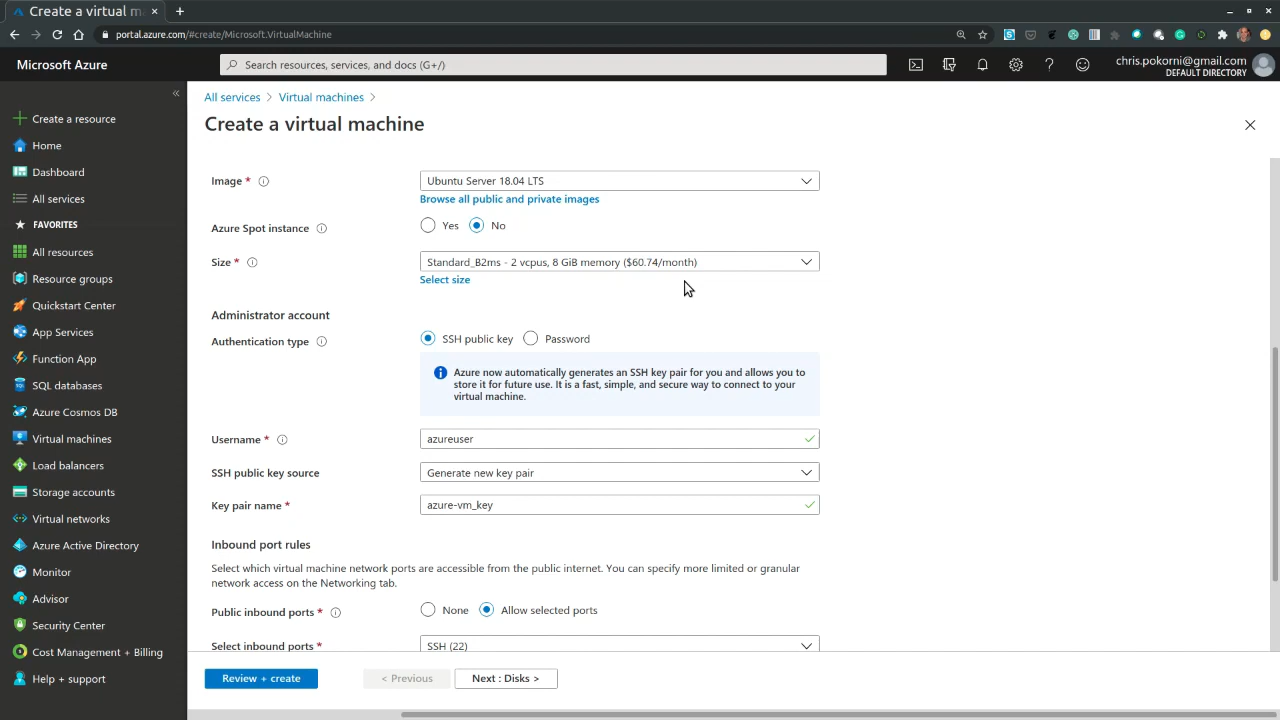 Create a virtual m
portal.azure.com/#create/Microsoft.VirtualMachine
Microsoft Azure
Search resources, services, and docs (G+/)
chris.pokorni@gmail.com
DEFAULT DIRECTORY
Create a resource
Home
Dashboard
All services
FAVORITES
All resources
Resource groups
Quickstart Center
App Services
Function App
SQL databases
Azure Cosmos DB
Virtual machines
Load balancers
Storage accounts
Virtual networks
Azure Active Directory
Monitor
Advisor
Security Center
Cost Management + Billing
Help + support
All services > Virtual machines >
Create a virtual machine
Image *
Ubuntu Server 18.04 LTS
Browse all public and private images
Azure Spot instance
Yes No
Size *
Standard_B2ms - 2 vcpus, 8 GiB memory ($60.74/month)
Select size
Administrator account
Authentication type
SSH public key Password
Azure now automatically generates an SSH key pair for you and allows you to
store it for future use. It is a fast, simple, and secure way to connect to your
virtual machine.
Username *
azureuser
SSH public key source
Generate new key pair
Key pair name *
azure-vm_key
Inbound port rules
Select which virtual machine network ports are accessible from the public internet. You can specify more limited or granular
network access on the Networking tab.
Public inbound ports *
None Allow selected ports
Select inbound ports *
SSH (22)
Review + create
< Previous
Next : Disks >